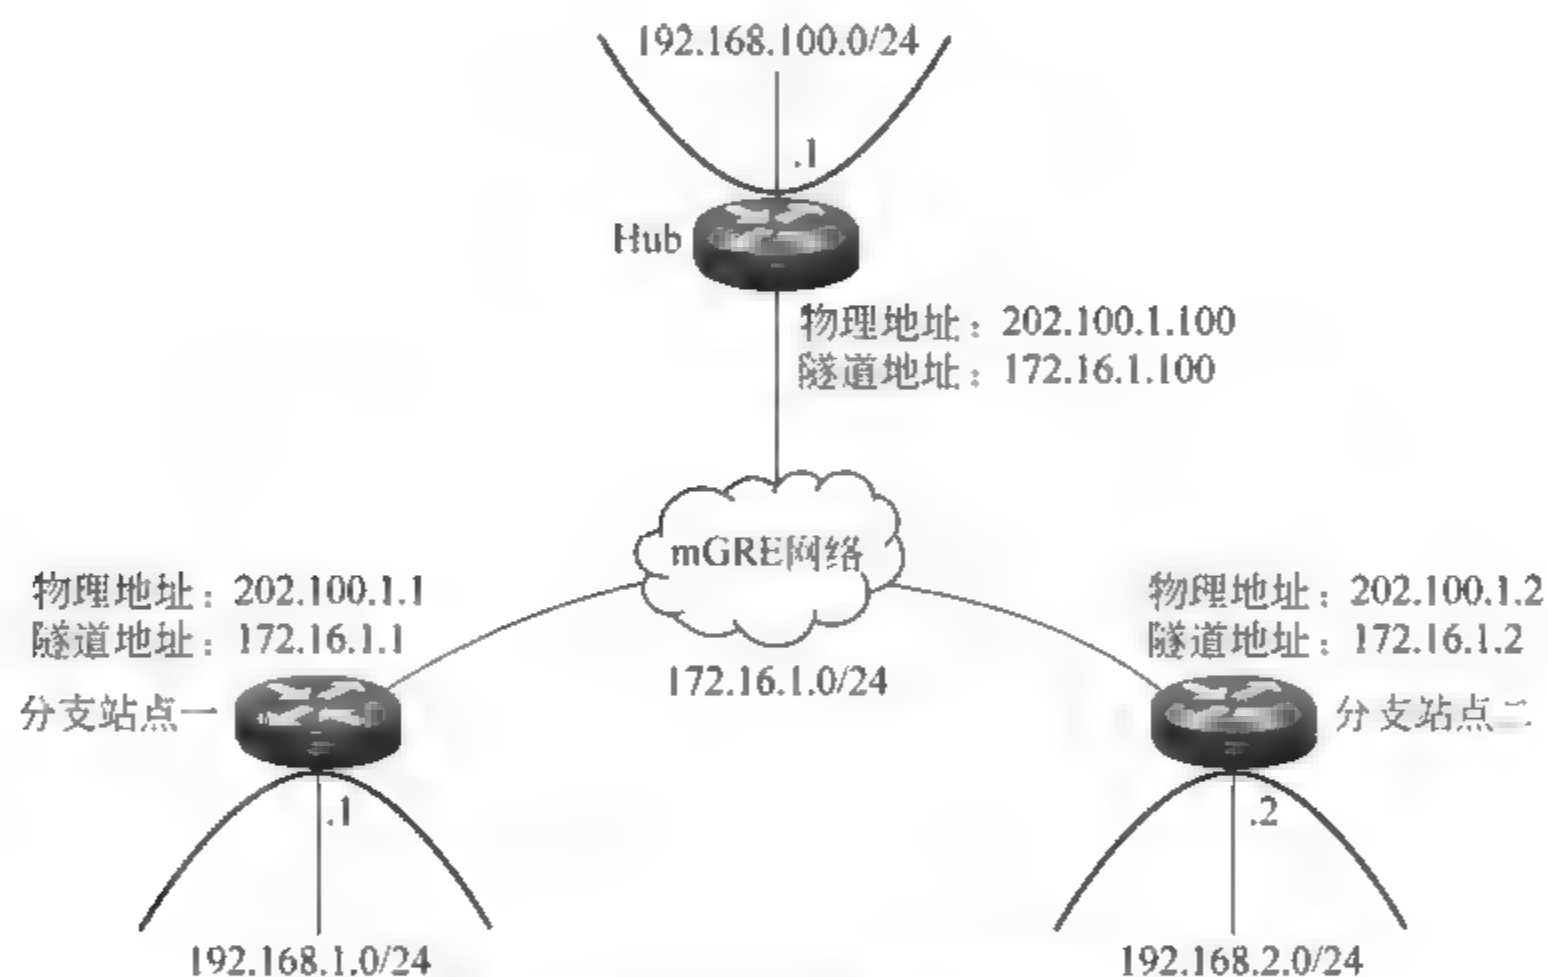 192.168.100.0/24
.1
Hub
物理地址：202.100.1.100
隧道地址：172.16.1.100
mGRE网络
172.16.1.0/24
物理地址：202.100.1.1
隧道地址：172.16.1.1
分支站点一
.1
192.168.1.0/24
物理地址：202.100.1.2
隧道地址：172.16.1.2
分支站点二
.2
192.168.2.0/24